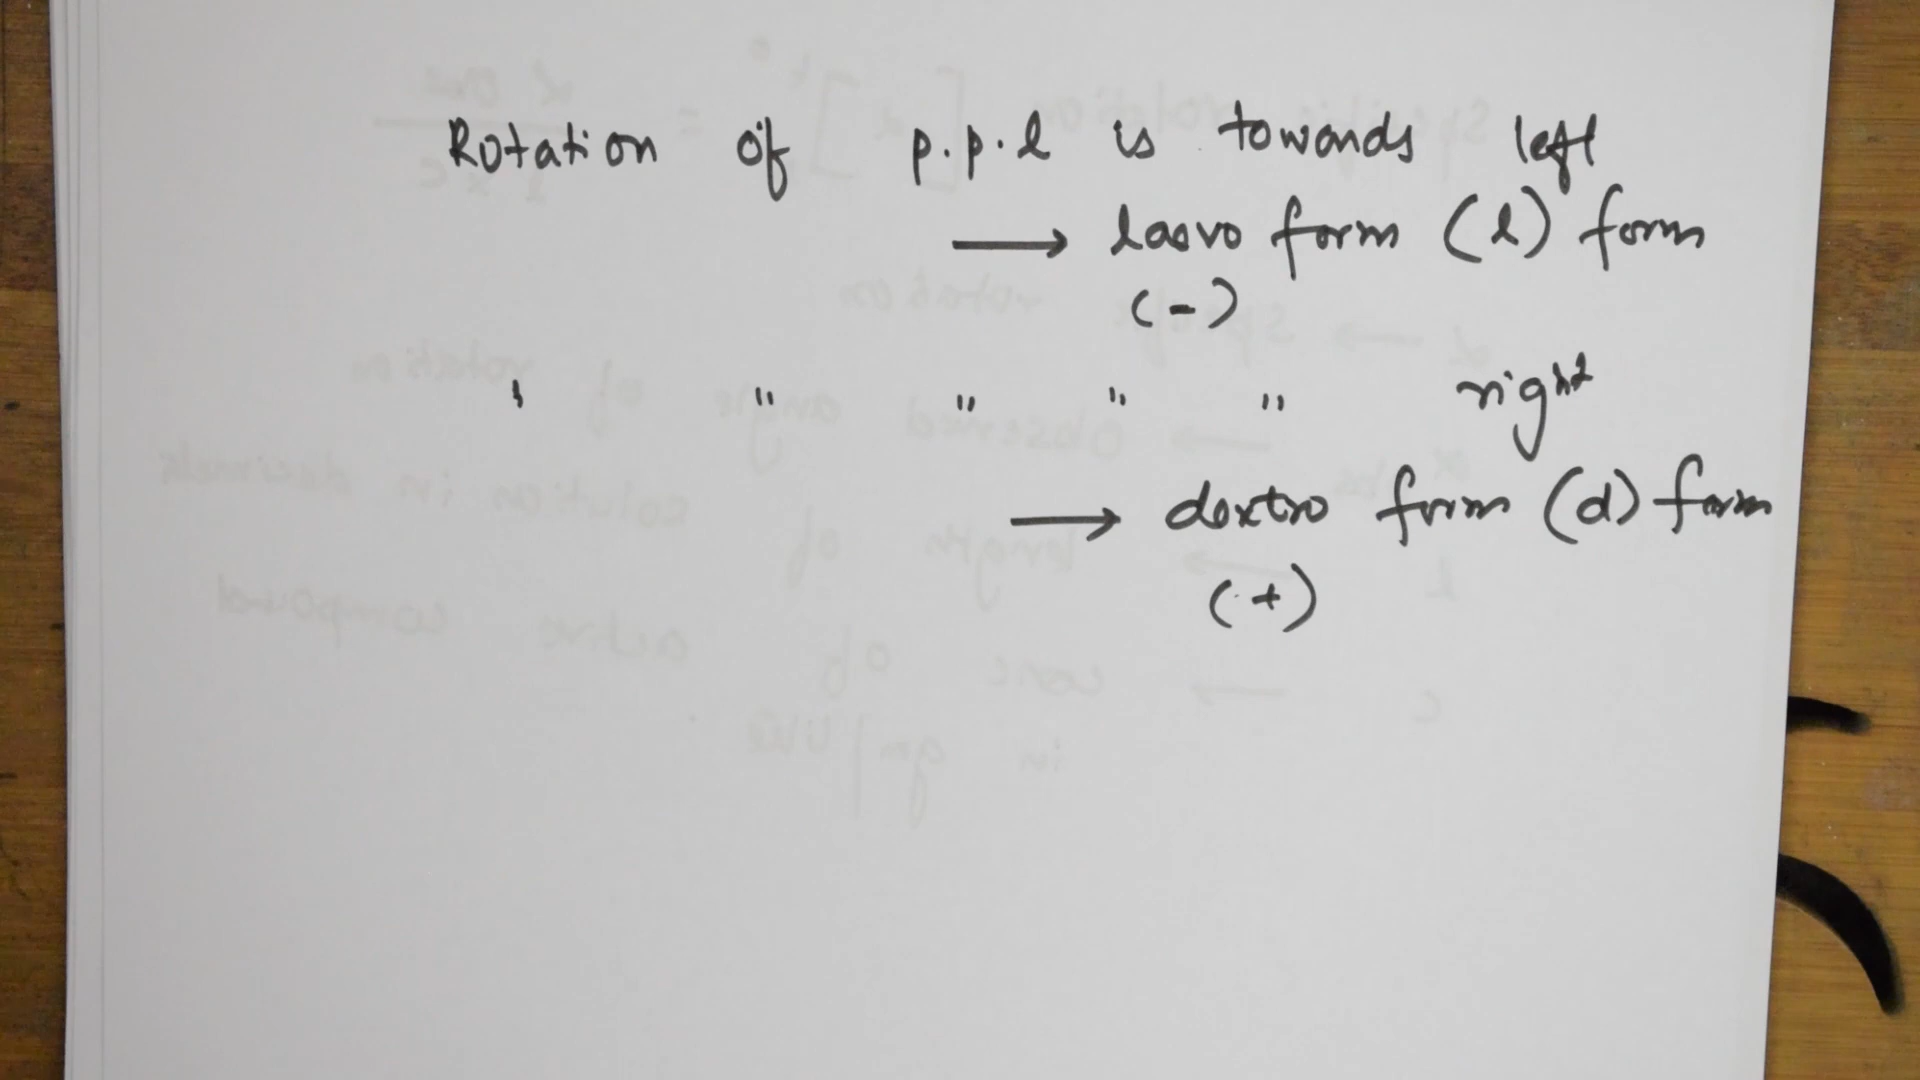 Rotation of p.p.l is towards left
→ laevo form (l) form
(-)
" " " " " right
→ dextro form (d) form
(+)